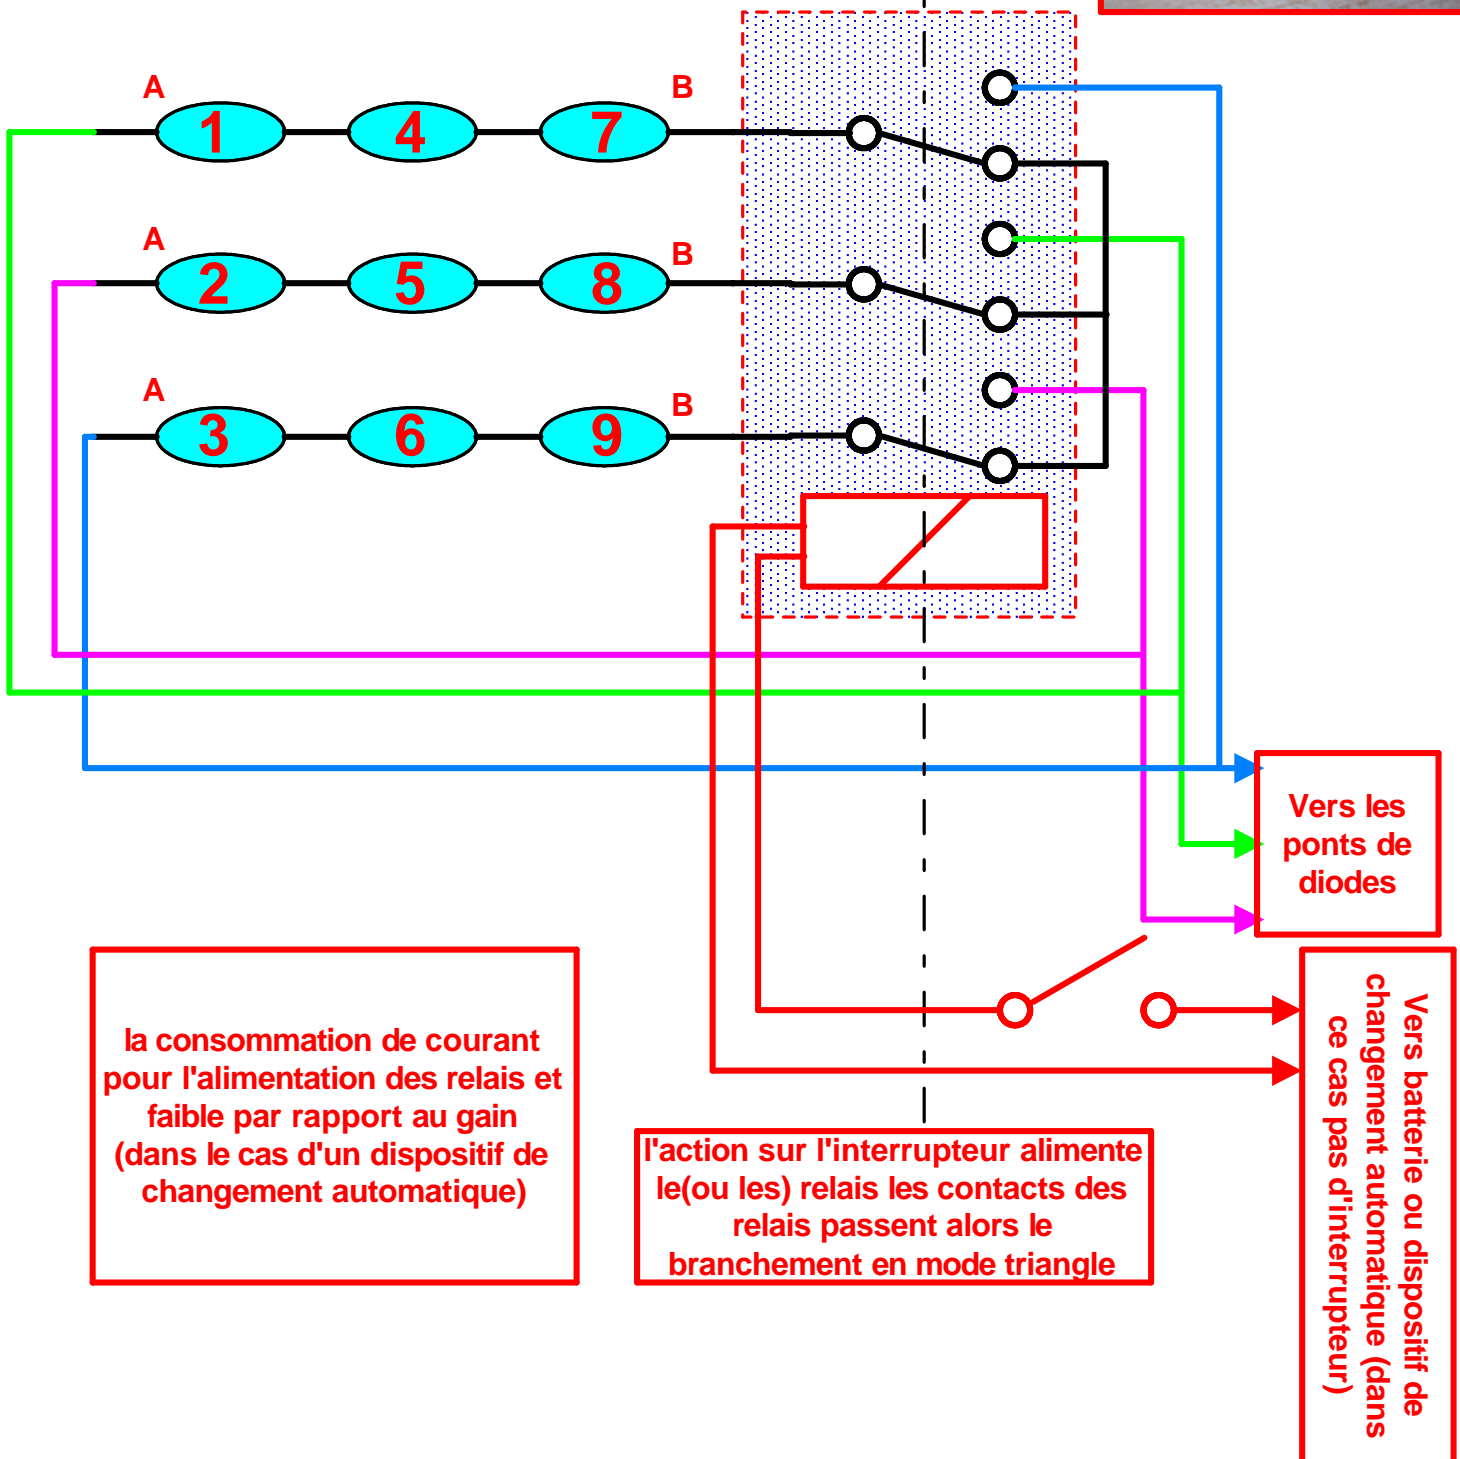 A
B
1 4 7
A
B
2 5 8
A
B
3 6 9
Vers les
ponts de
diodes
la consommation de courant
pour l'alimentation des relais et
faible par rapport au gain
(dans le cas d'un dispositif de
changement automatique)
l'action sur l'interrupteur alimente
le(ou les) relais les contacts des
relais passent alors le
branchement en mode triangle
Vers batterie ou dispositif de
changement automatique (dans
ce cas pas d'interrupteur)